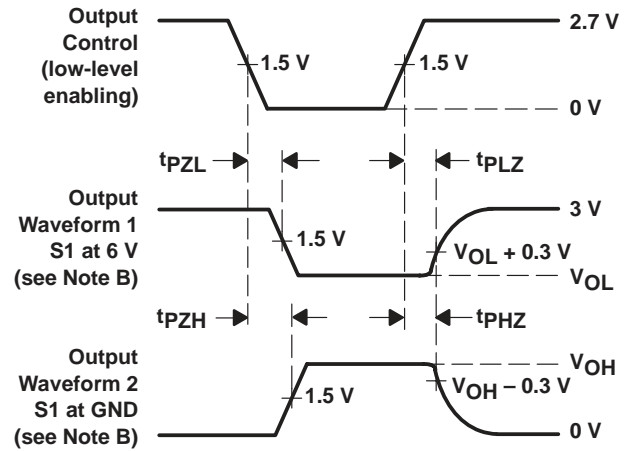 Output
Control
(low-level
enabling)
1.5 V
1.5 V
2.7 V
0 V
tPZL
tPLZ
Output
Waveform 1
S1 at 6 V
(see Note B)
1.5 V
3 V
VOL + 0.3 V
VOL
tPZH
tPHZ
Output
Waveform 2
S1 at GND
(see Note B)
1.5 V
VOH
VOH – 0.3 V
0 V